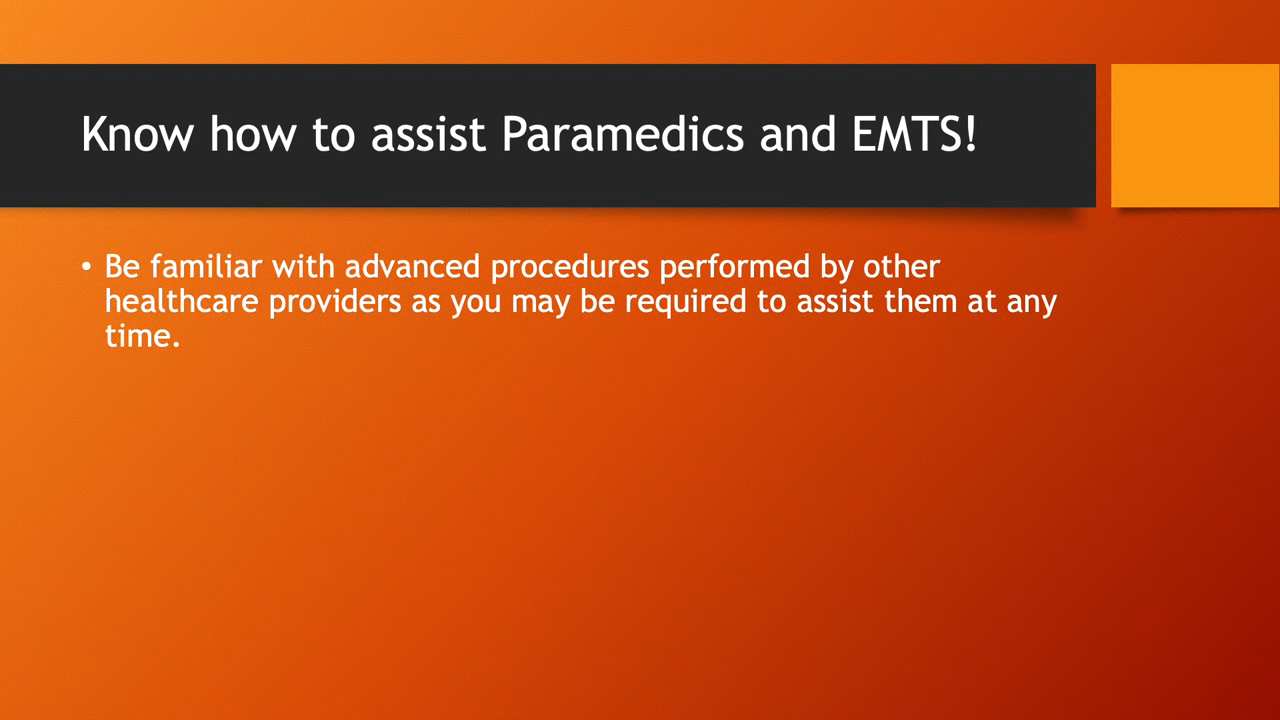 Know how to assist Paramedics and EMTS!
• Be familiar with advanced procedures performed by other
healthcare providers as you may be required to assist them at any
time.